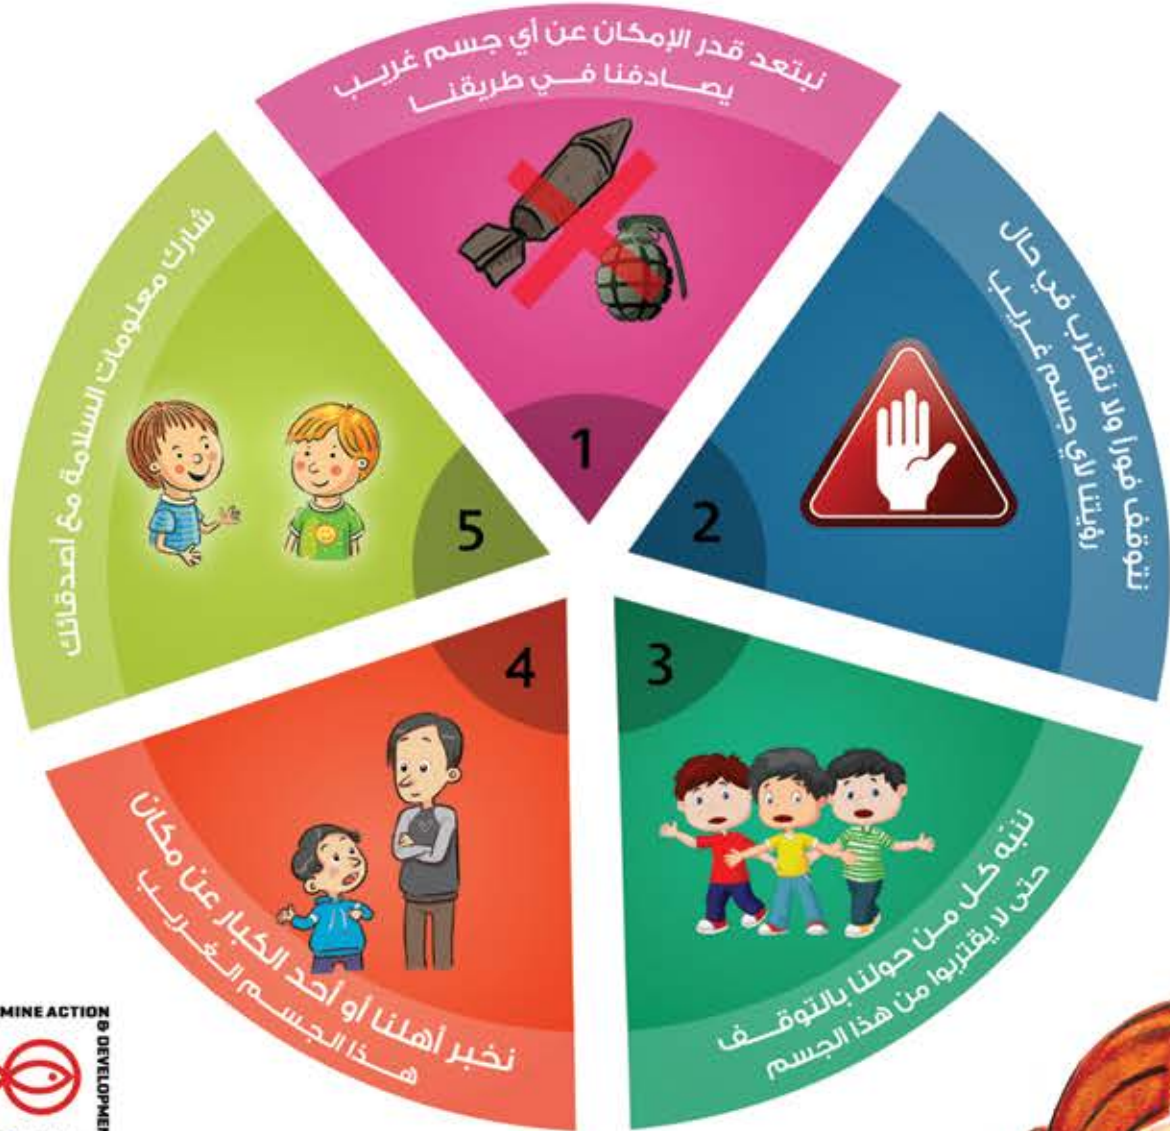 نبتعد قدر الإمكان عن أي جسم غريب
يصادفنا في طريقنا
1
نتوقف فوراً ولا نقترب في حال
رؤيتنا لأي جسم غريب
2
ننبّه كل من حولنا بالتوقف
حتى لا يقتربوا من هذا الجسم
3
نخبر أهلنا أو أحد الكبار عن مكان
هذا الجسم الغريب
4
شارك معلومات السلامة مع أصدقائك
5
MINE ACTION